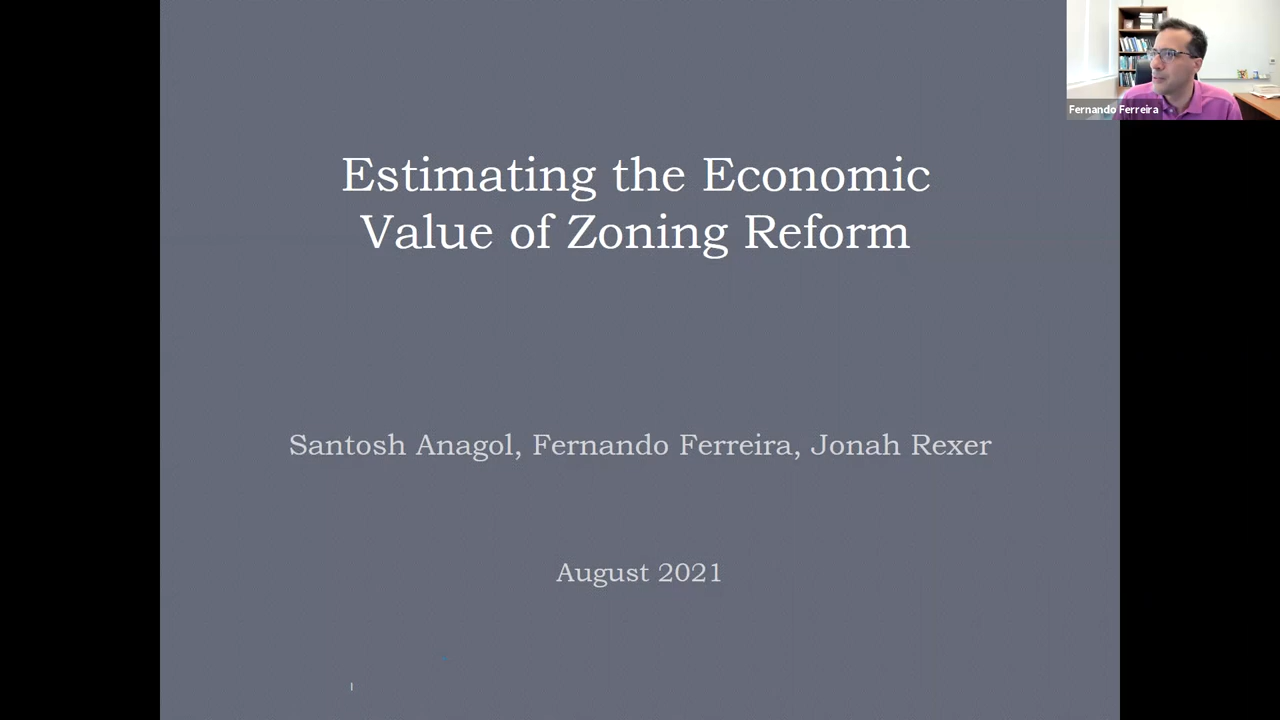 Fernando Ferreira
Estimating the Economic
Value of Zoning Reform
Santosh Anagol, Fernando Ferreira, Jonah Rexer
August 2021